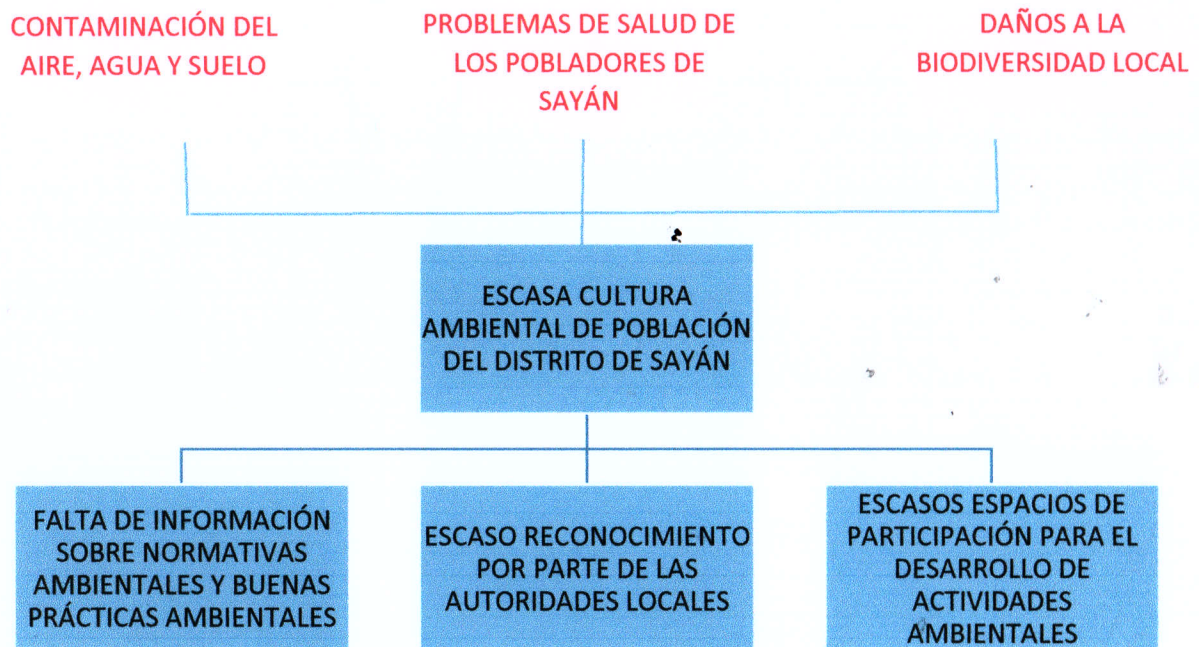 CONTAMINACIÓN DEL
AIRE, AGUA Y SUELO
PROBLEMAS DE SALUD DE
LOS POBLADORES DE
SAYÁN
DAÑOS A LA
BIODIVERSIDAD LOCAL
ESCASA CULTURA
AMBIENTAL DE POBLACIÓN
DEL DISTRITO DE SAYÁN
FALTA DE INFORMACIÓN
SOBRE NORMATIVAS
AMBIENTALES Y BUENAS
PRÁCTICAS AMBIENTALES
ESCASO RECONOCIMIENTO
POR PARTE DE LAS
AUTORIDADES LOCALES
ESCASOS ESPACIOS DE
PARTICIPACIÓN PARA EL
DESARROLLO DE
ACTIVIDADES
AMBIENTALES